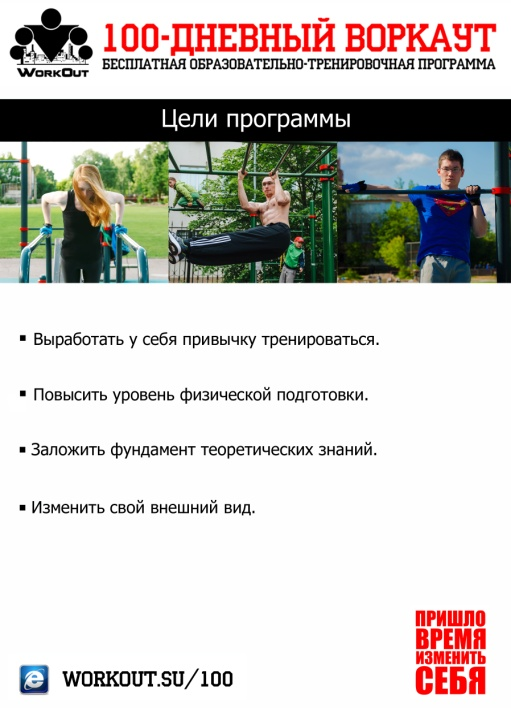 100-ДНЕВНЫЙ ВОРКАУТ
БЕСПЛАТНАЯ ОБРАЗОВАТЕЛЬНО-ТРЕНИРОВОЧНАЯ ПРОГРАММА
WorkOut
Цели программы
▪ Выработать у себя привычку тренироваться.
▪ Повысить уровень физической подготовки.
▪ Заложить фундамент теоретических знаний.
▪ Изменить свой внешний вид.
ПРИШЛО
ВРЕМЯ
ИЗМЕНИТЬ
СЕБЯ
WORKOUT.SU/100